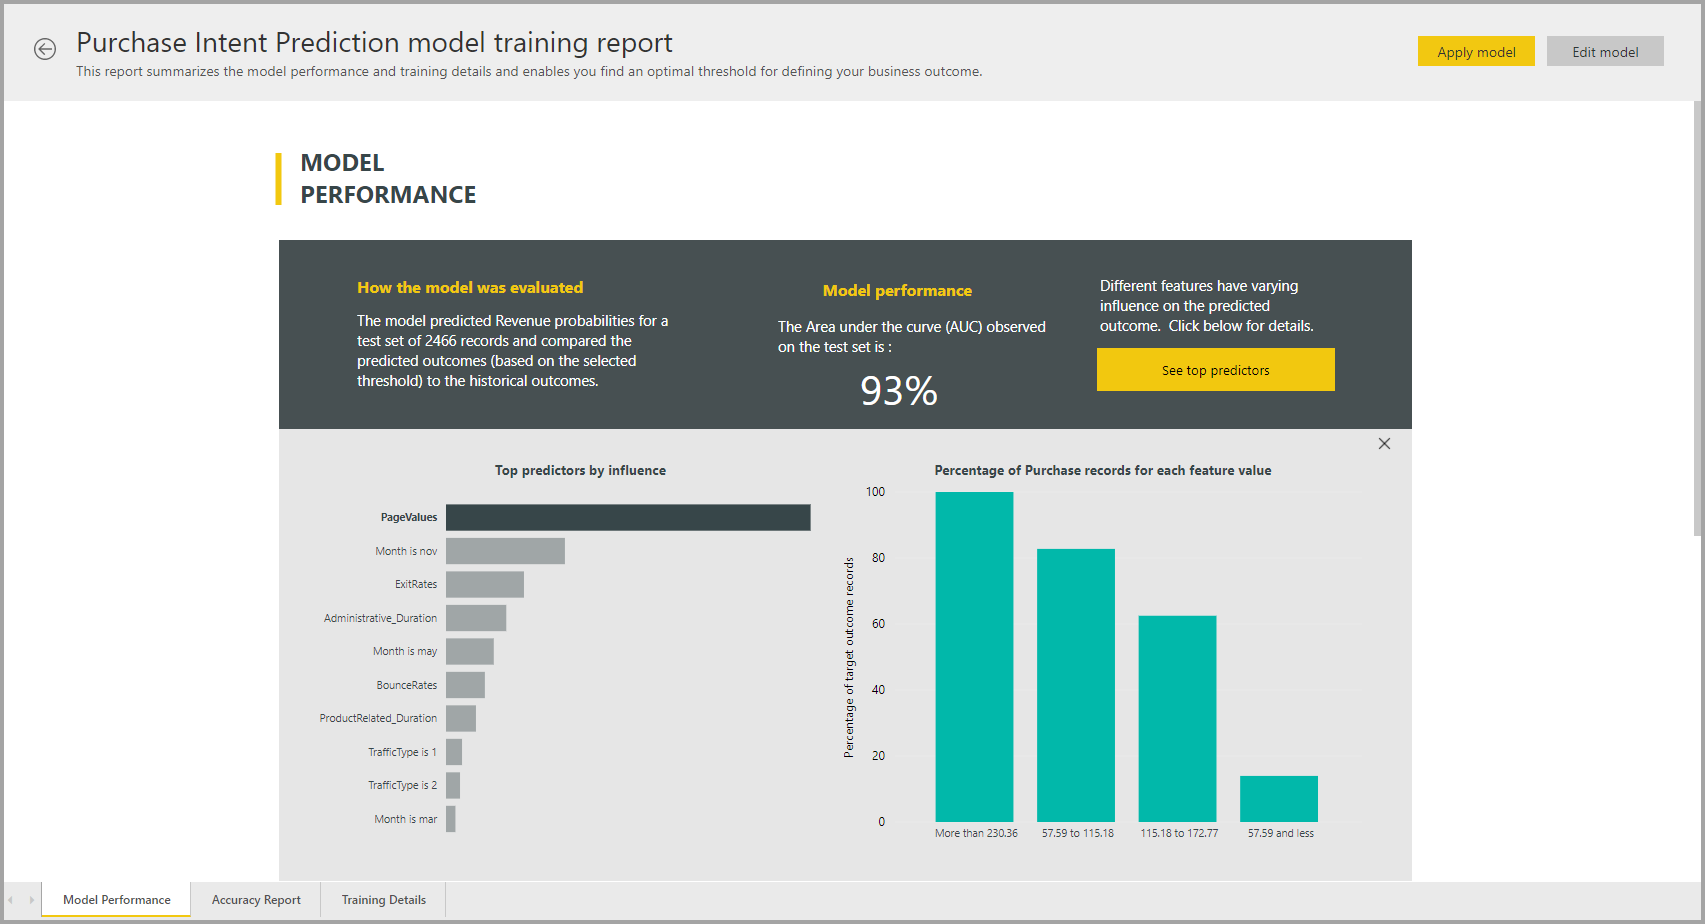 Purchase Intent Prediction model training report
This report summarizes the model performance and training details and enables you find an optimal threshold for defining your business outcome.
Apply model
Edit model
MODEL
PERFORMANCE
How the model was evaluated
The model predicted Revenue probabilities for a
test set of 2466 records and compared the
predicted outcomes (based on the selected
threshold) to the historical outcomes.
Model performance
The Area under the curve (AUC) observed
on the test set is :
93%
Different features have varying
influence on the predicted
outcome.  Click below for details.
See top predictors
Top predictors by influence
PageValues
Month is nov
ExitRates
Administrative_Duration
Month is may
BounceRates
ProductRelated_Duration
TrafficType is 1
TrafficType is 2
Month is mar
Percentage of Purchase records for each feature value
Percentage of target outcome records
100
80
60
40
20
0
More than 230.36
57.59 to 115.18
115.18 to 172.77
57.59 and less
Model Performance
Accuracy Report
Training Details